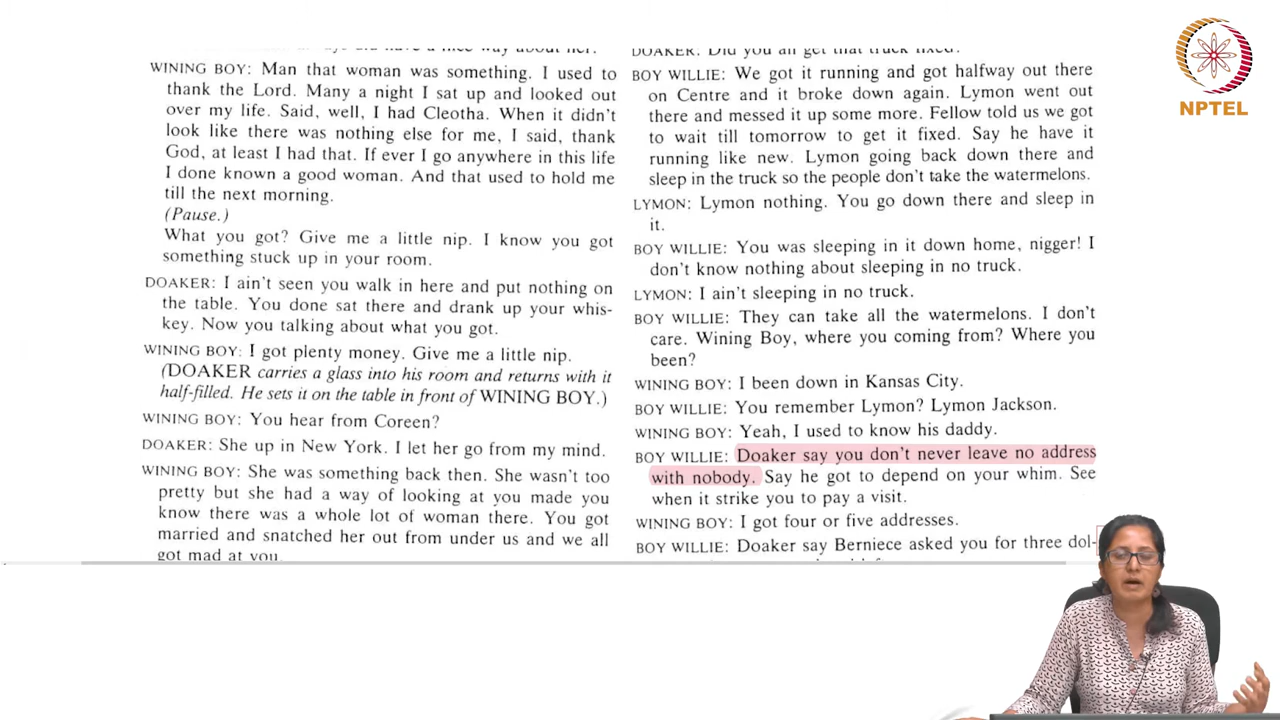 WINING BOY: Man that woman was something. I used to
thank the Lord. Many a night I sat up and looked out
over my life. Said, well, I had Cleotha. When it didn't
look like there was nothing else for me, I said, thank
God, at least I had that. If ever I go anywhere in this life
I done known a good woman. And that used to hold me
till the next morning.
(Pause.)
What you got? Give me a little nip. I know you got
something stuck up in your room.
DOAKER: I ain't seen you walk in here and put nothing on
the table. You done sat there and drank up your whis-
key. Now you talking about what you got.
WINING BOY: I got plenty money. Give me a little nip.
(DOAKER carries a glass into his room and returns with it
half-filled. He sets it on the table in front of WINING BOY.)
WINING BOY: You hear from Coreen?
DOAKER: She up in New York. I let her go from my mind.
WINING BOY: She was something back then. She wasn't too
pretty but she had a way of looking at you made you
know there was a whole lot of woman there. You got
married and snatched her out from under us and we all
got mad at you.
DOAKER: Did you all get that truck fixed?
BOY WILLIE: We got it running and got halfway out there
on Centre and it broke down again. Lymon went out
there and messed it up some more. Fellow told us we got
to wait till tomorrow to get it fixed. Say he have it
running like new. Lymon going back down there and
sleep in the truck so the people don't take the watermelons.
LYMON: Lymon nothing. You go down there and sleep in
it.
BOY WILLIE: You was sleeping in it down home, nigger! I
don't know nothing about sleeping in no truck.
LYMON: I ain't sleeping in no truck.
BOY WILLIE: They can take all the watermelons. I don't
care. Wining Boy, where you coming from? Where you
been?
WINING BOY: I been down in Kansas City.
BOY WILLIE: You remember Lymon? Lymon Jackson.
WINING BOY: Yeah, I used to know his daddy.
BOY WILLIE: Doaker say you don't never leave no address
with nobody. Say he got to depend on your whim. See
when it strike you to pay a visit.
WINING BOY: I got four or five addresses.
BOY WILLIE: Doaker say Berniece asked you for three dol-
NPTEL